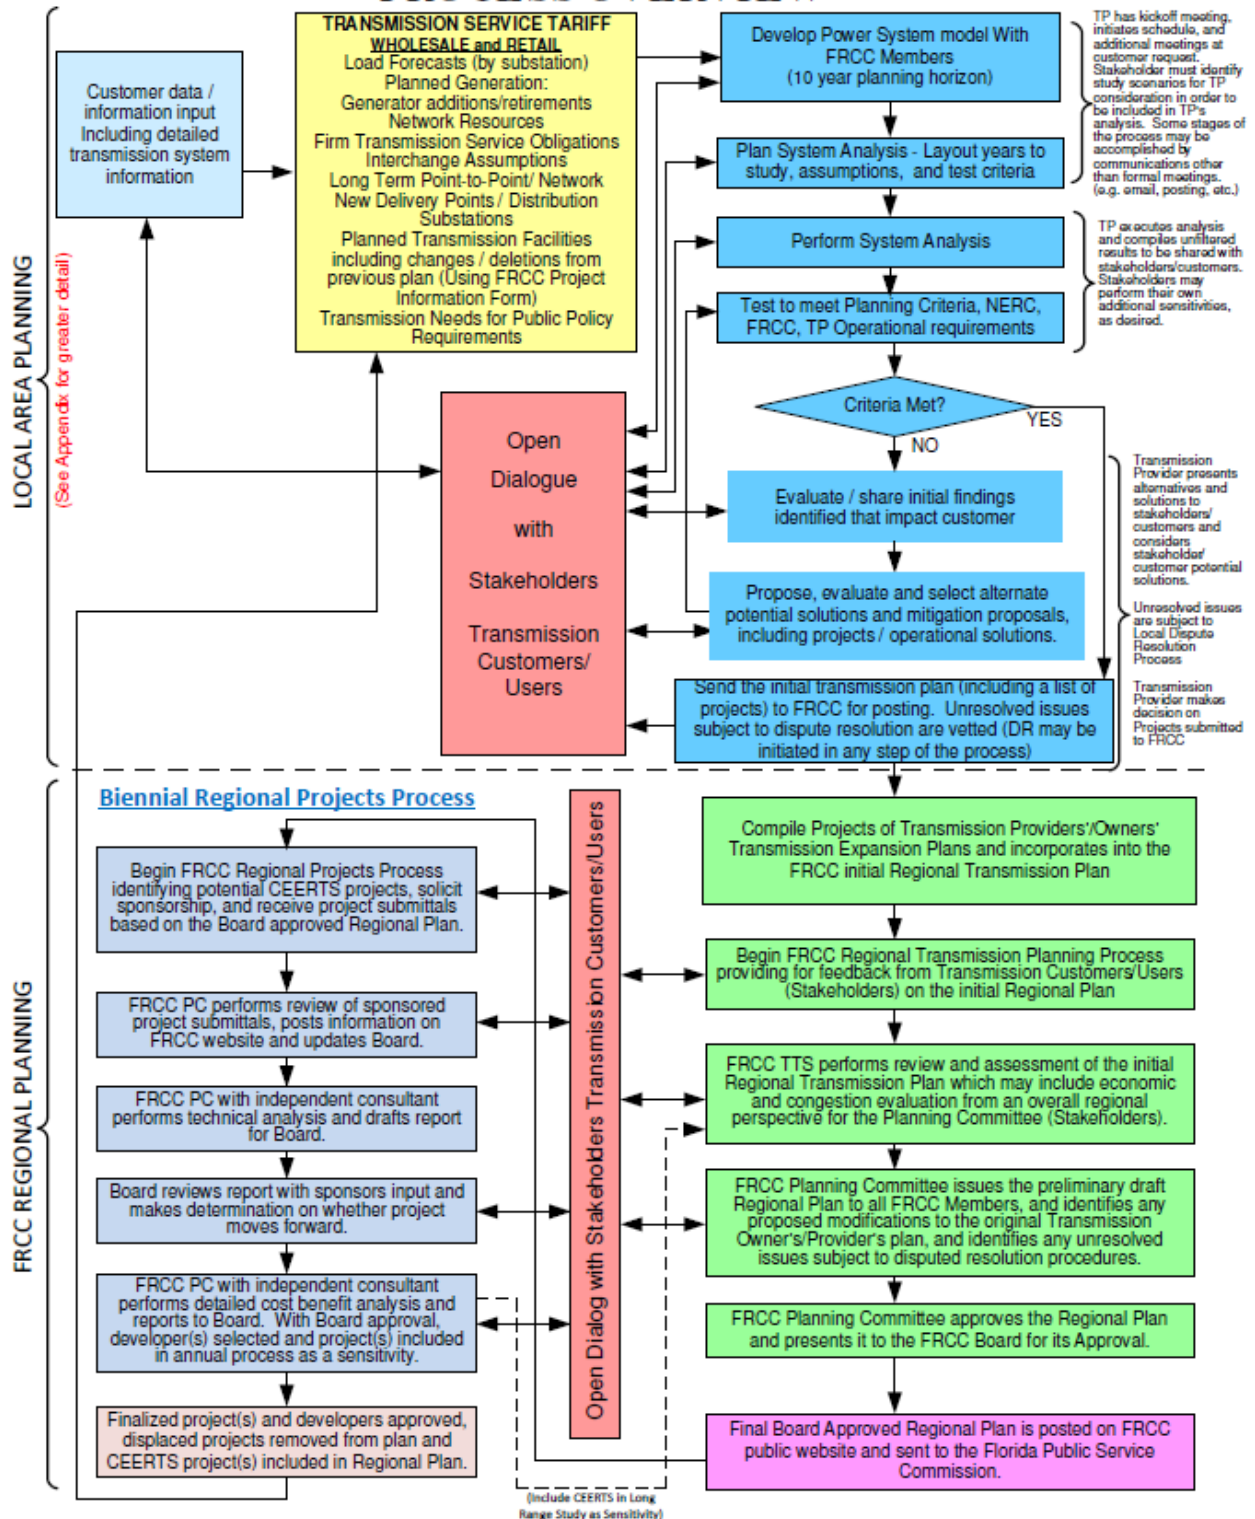 TRANSMISSION SERVICE TARIFF
WHOLESALE and RETAIL
Load Forecasts (by substation)
Planned Generation:
Generator additions/retirements
Network Resources
Firm Transmission Service Obligations
Interchange Assumptions
Long Term Point-to-Point/ Network
New Delivery Points / Distribution
Substations
Planned Transmission Facilities
including changes / deletions from
previous plan (Using FRCC Project
Information Form)
Transmission Needs for Public Policy
Requirements
Customer data /
information input
Including detailed
transmission system
information
Develop Power System model With
FRCC Members
(10 year planning horizon)
Plan System Analysis - Layout years to
study, assumptions, and test criteria
Perform System Analysis
Test to meet Planning Criteria, NERC,
FRCC, TP Operational requirements
Criteria Met?
YES
NO
Evaluate / share initial findings
identified that impact customer
Propose, evaluate and select alternate
potential solutions and mitigation proposals,
including projects / operational solutions.
Send the initial transmission plan (including a list of
projects) to FRCC for posting. Unresolved issues
subject to dispute resolution are vetted (DR may be
initiated in any step of the process)
TP has kickoff meeting,
initiates schedule, and
additional meetings at
customer request.
Stakeholder must identify
study scenarios for TP
consideration in order to
be included in TP's
analysis. Some stages of
the process may be
accomplished by
communications other
than formal meetings.
(e.g. email, posting, etc.)
TP executes analysis
and compiles unfiltered
results to be shared with
stakeholders/customers.
Stakeholders may
perform their own
additional sensitivities,
as desired.
Transmission
Provider presents
alternatives and
solutions to
stakeholders/
customers and
considers
stakeholder/
customer potential
solutions.
Unresolved issues
are subject to
Local Dispute
Resolution
Process
Transmission
Provider makes
decision on
Projects submitted
to FRCC
Open
Dialogue
with
Stakeholders
Transmission
Customers/
Users
LOCAL AREA PLANNING
(See Appendix for greater detail)
FRCC REGIONAL PLANNING
Biennial Regional Projects Process
Begin FRCC Regional Projects Process
identifying potential CEERTS projects, solicit
sponsorship, and receive project submittals
based on the Board approved Regional Plan.
FRCC PC performs review of sponsored
project submittals, posts information on
FRCC website and updates Board.
FRCC PC with independent consultant
performs technical analysis and drafts report
for Board.
Board reviews report with sponsors input and
makes determination on whether project
moves forward.
FRCC PC with independent consultant
performs detailed cost benefit analysis and
reports to Board. With Board approval,
developer(s) selected and project(s) included
in annual process as a sensitivity.
Finalized project(s) and developers approved,
displaced projects removed from plan and
CEERTS project(s) included in Regional Plan.
Open Dialog with Stakeholders Transmission Customers/Users
Compile Projects of Transmission Providers'/Owners'
Transmission Expansion Plans and incorporates into the
FRCC initial Regional Transmission Plan
Begin FRCC Regional Transmission Planning Process
providing for feedback from Transmission Customers/Users
(Stakeholders) on the initial Regional Plan
FRCC TTS performs review and assessment of the initial
Regional Transmission Plan which may include economic
and congestion evaluation from an overall regional
perspective for the Planning Committee (Stakeholders).
FRCC Planning Committee issues the preliminary draft
Regional Plan to all FRCC Members, and identifies any
proposed modifications to the original Transmission
Owner's/Provider's plan, and identifies any unresolved
issues subject to disputed resolution procedures.
FRCC Planning Committee approves the Regional Plan
and presents it to the FRCC Board for its Approval.
Final Board Approved Regional Plan is posted on FRCC
public website and sent to the Florida Public Service
Commission.
(Include CEERTS in Long
Range Study as Sensitivity)